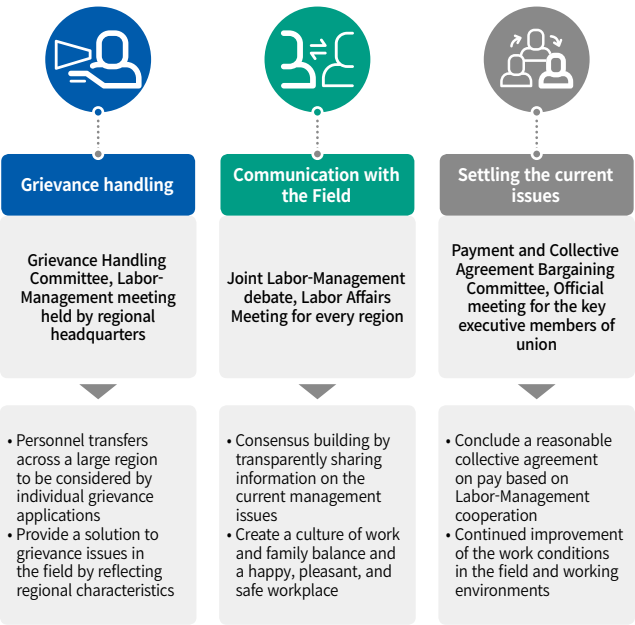 Grievance handling
Grievance Handling
Committee, Labor-
Management meeting
held by regional
headquarters
• Personnel transfers
across a large region
to be considered by
individual grievance
applications
• Provide a solution to
grievance issues in
the field by reflecting
regional characteristics
Communication with
the Field
Joint Labor-Management
debate, Labor Affairs
Meeting for every region
• Consensus building by
transparently sharing
information on the
current management
issues
• Create a culture of work
and family balance and
a happy, pleasant, and
safe workplace
Settling the current
issues
Payment and Collective
Agreement Bargaining
Committee, Official
meeting for the key
executive members of
union
• Conclude a reasonable
collective agreement
on pay based on
Labor-Management
cooperation
• Continued improvement
of the work conditions
in the field and working
environments